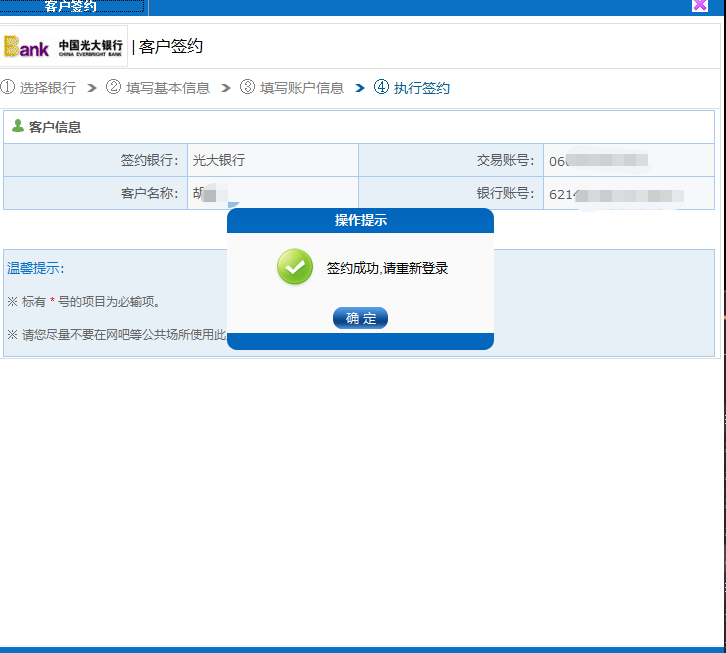 客户签约
Bank 中国光大银行 CHINA EVERBRIGHT BANK | 客户签约
① 选择银行 > ② 填写基本信息 > ③ 填写账户信息 > ④ 执行签约
客户信息
签约银行: 光大银行 交易账号: 06
客户名称: 胡 银行账号: 6214
操作提示
签约成功,请重新登录
确 定
温馨提示:
※ 标有 * 号的项目为必输项。
※ 请您尽量不要在网吧等公共场所使用此